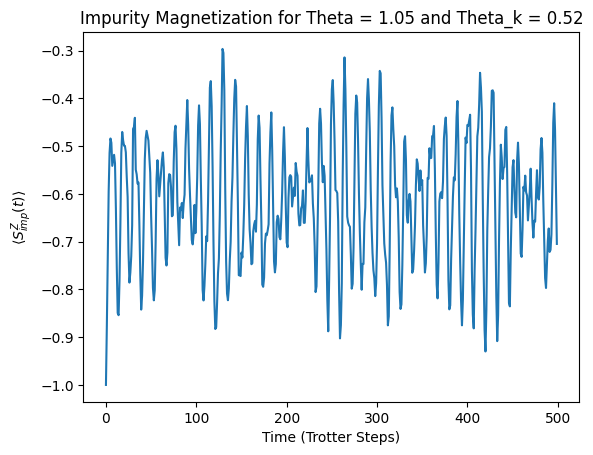 Impurity Magnetization for Theta = 1.05 and Theta_k = 0.52
−0.3
−0.4
−0.5
−0.6
−0.7
−0.8
−0.9
−1.0
⟨S^Z_imp(t)⟩
0 100 200 300 400 500
Time (Trotter Steps)